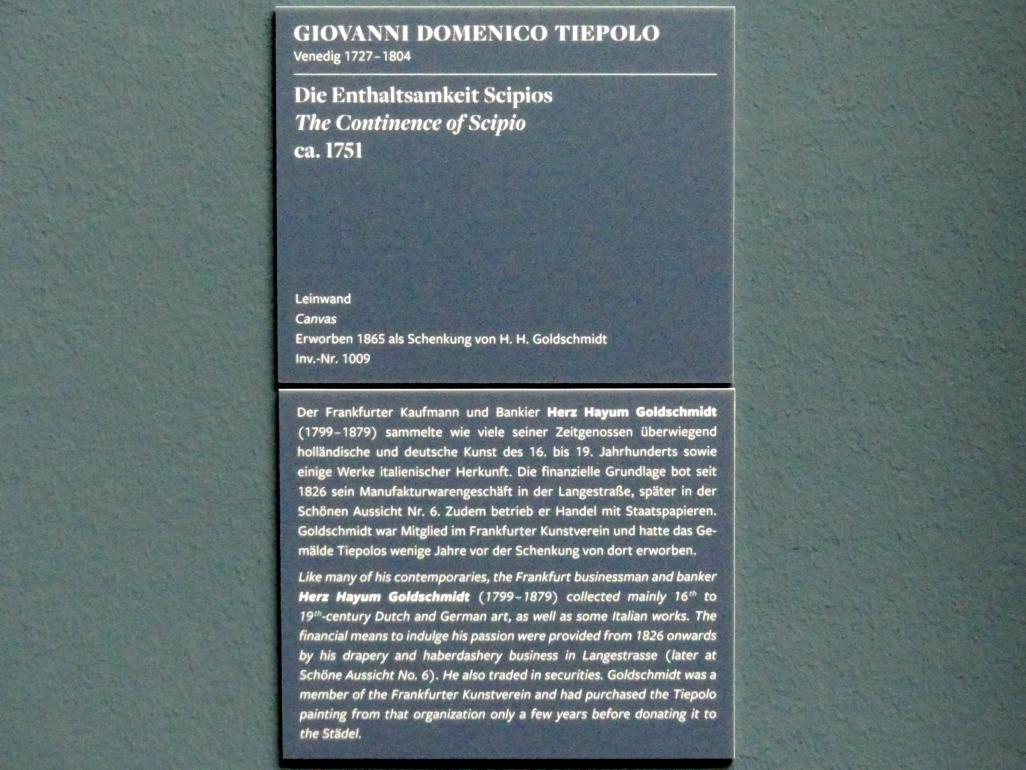 GIOVANNI DOMENICO TIEPOLO
Venedig 1727–1804
Die Enthaltsamkeit Scipios
The Continence of Scipio
ca. 1751
Leinwand
Canvas
Erworben 1865 als Schenkung von H. H. Goldschmidt
Inv.-Nr. 1009
Der Frankfurter Kaufmann und Bankier Herz Hayum Goldschmidt
(1799–1879) sammelte wie viele seiner Zeitgenossen überwiegend
holländische und deutsche Kunst des 16. bis 19. Jahrhunderts sowie
einige Werke italienischer Herkunft. Die finanzielle Grundlage bot seit
1826 sein Manufakturwarengeschäft in der Langestraße, später in der
Schönen Aussicht Nr. 6. Zudem betrieb er Handel mit Staatspapieren.
Goldschmidt war Mitglied im Frankfurter Kunstverein und hatte das Ge-
mälde Tiepolos wenige Jahre vor der Schenkung von dort erworben.
Like many of his contemporaries, the Frankfurt businessman and banker
Herz Hayum Goldschmidt (1799–1879) collected mainly 16th to
19th-century Dutch and German art, as well as some Italian works. The
financial means to indulge his passion were provided from 1826 onwards
by his drapery and haberdashery business in Langestrasse (later at
Schöne Aussicht No. 6). He also traded in securities. Goldschmidt was a
member of the Frankfurter Kunstverein and had purchased the Tiepolo
painting from that organization only a few years before donating it to
the Städel.